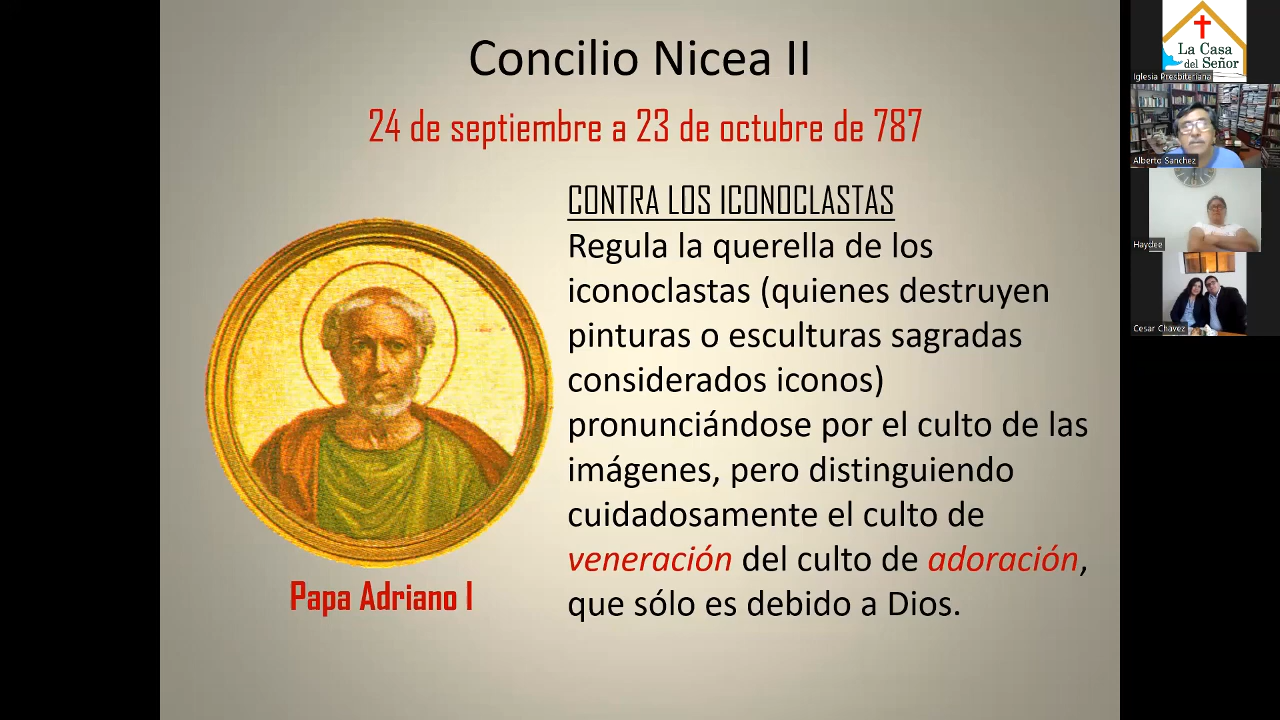 Concilio Nicea II
24 de septiembre a 23 de octubre de 787
CONTRA LOS ICONOCLASTAS
Regula la querella de los
iconoclastas (quienes destruyen
pinturas o esculturas sagradas
considerados iconos)
pronunciándose por el culto de las
imágenes, pero distinguiendo
cuidadosamente el culto de
veneración del culto de adoración,
que sólo es debido a Dios.
Papa Adriano I
La Casa
del Señor
Iglesia Presbiteriana
Alberto Sanchez
Haydee
Cesar Chavez